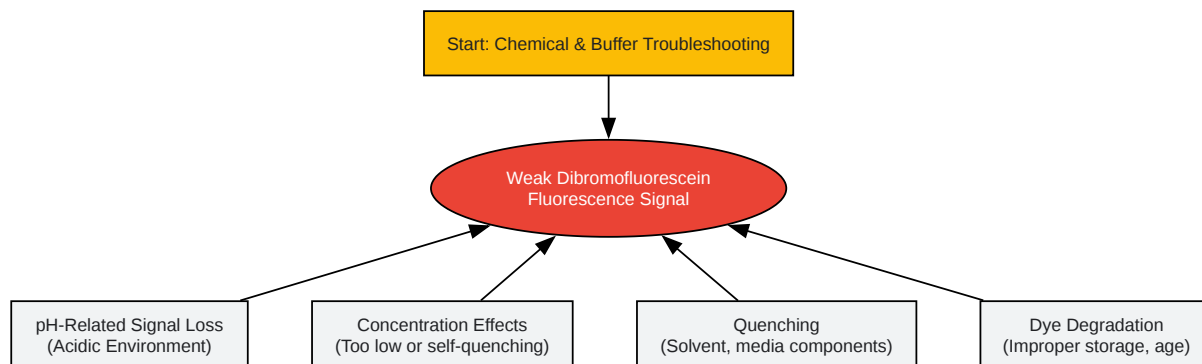 Start: Chemical & Buffer Troubleshooting
Weak Dibromofluorescein
Fluorescence Signal
pH-Related Signal Loss
(Acidic Environment)
Concentration Effects
(Too low or self-quenching)
Quenching
(Solvent, media components)
Dye Degradation
(Improper storage, age)